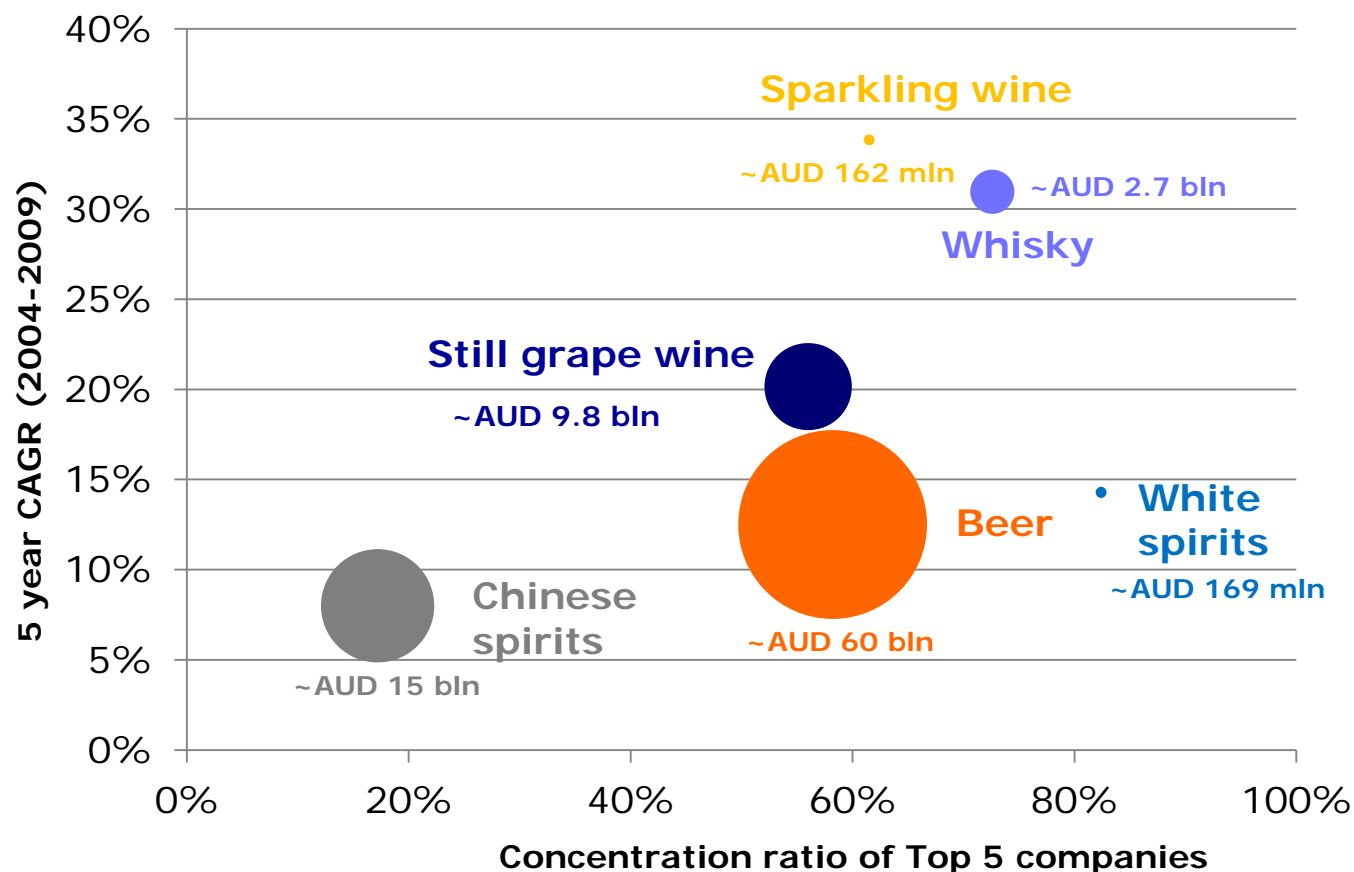 40%
35%
30%
25%
20%
15%
10%
5%
0%
5 year CAGR (2004-2009)
Sparkling wine
~AUD 162 mln
~AUD 2.7 bln
Whisky
Still grape wine
~AUD 9.8 bln
White
spirits
~AUD 169 mln
Beer
~AUD 60 bln
Chinese
spirits
~AUD 15 bln
0%
20%
40%
60%
80%
100%
Concentration ratio of Top 5 companies